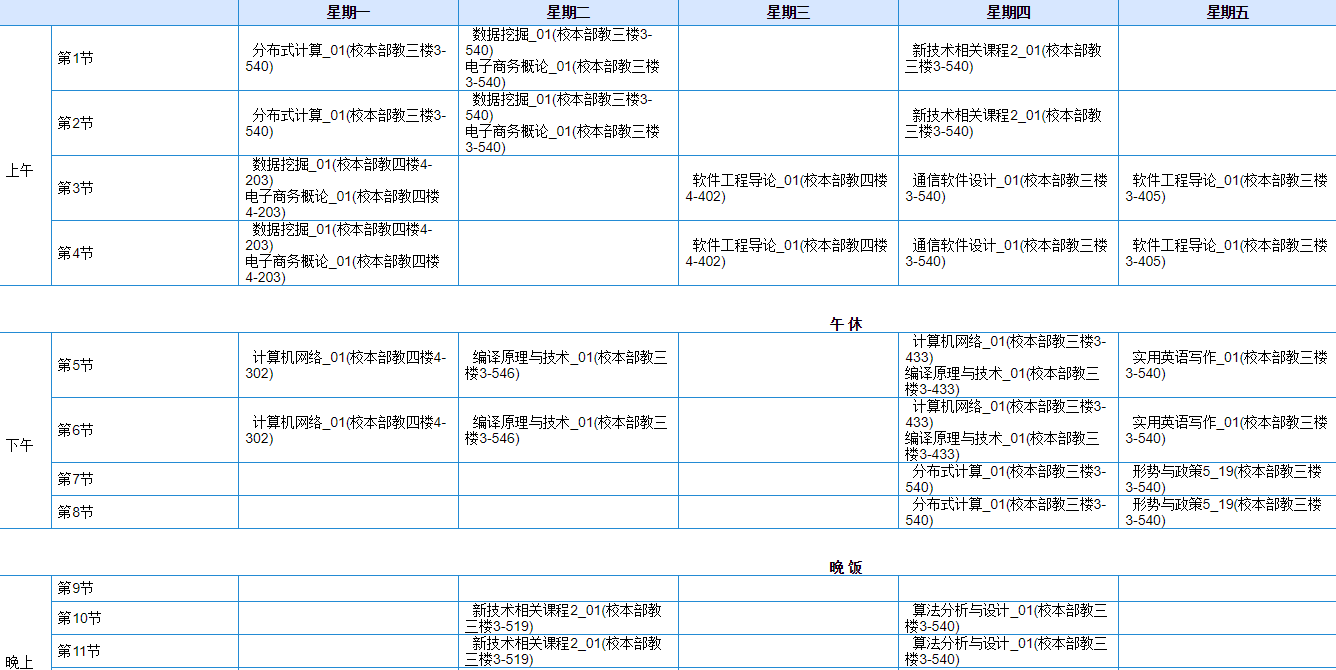 星期一 星期二 星期三 星期四 星期五
上午
第1节
分布式计算_01(校本部教三楼3-
540)
数据挖掘_01(校本部教三楼3-
540)
电子商务概论_01(校本部教三楼
3-540)
新技术相关课程2_01(校本部教
三楼3-540)
第2节
分布式计算_01(校本部教三楼3-
540)
数据挖掘_01(校本部教三楼3-
540)
电子商务概论_01(校本部教三楼
3-540)
新技术相关课程2_01(校本部教
三楼3-540)
第3节
数据挖掘_01(校本部教四楼4-
203)
电子商务概论_01(校本部教四楼
4-203)
软件工程导论_01(校本部教四楼
4-402)
通信软件设计_01(校本部教三楼
3-540)
软件工程导论_01(校本部教三楼
3-405)
第4节
数据挖掘_01(校本部教四楼4-
203)
电子商务概论_01(校本部教四楼
4-203)
软件工程导论_01(校本部教四楼
4-402)
通信软件设计_01(校本部教三楼
3-540)
软件工程导论_01(校本部教三楼
3-405)
午 休
下午
第5节
计算机网络_01(校本部教四楼4-
302)
编译原理与技术_01(校本部教三
楼3-546)
计算机网络_01(校本部教三楼3-
433)
编译原理与技术_01(校本部教三
楼3-433)
实用英语写作_01(校本部教三楼
3-540)
第6节
计算机网络_01(校本部教四楼4-
302)
编译原理与技术_01(校本部教三
楼3-546)
计算机网络_01(校本部教三楼3-
433)
编译原理与技术_01(校本部教三
楼3-433)
实用英语写作_01(校本部教三楼
3-540)
第7节
分布式计算_01(校本部教三楼3-
540)
形势与政策5_19(校本部教三楼
3-540)
第8节
分布式计算_01(校本部教三楼3-
540)
形势与政策5_19(校本部教三楼
3-540)
晚 饭
晚上
第9节
第10节
新技术相关课程2_01(校本部教
三楼3-519)
算法分析与设计_01(校本部教三
楼3-540)
第11节
新技术相关课程2_01(校本部教
三楼3-519)
算法分析与设计_01(校本部教三
楼3-540)